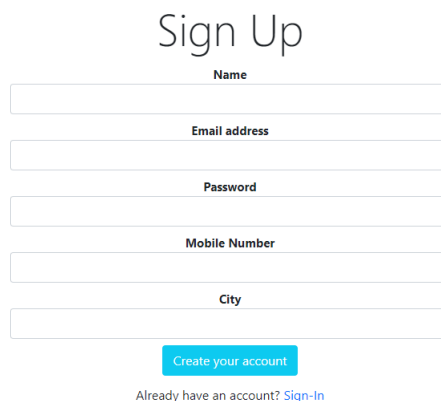 Sign Up
Name
Email address
Password
Mobile Number
City
Create your account
Already have an account? Sign-In